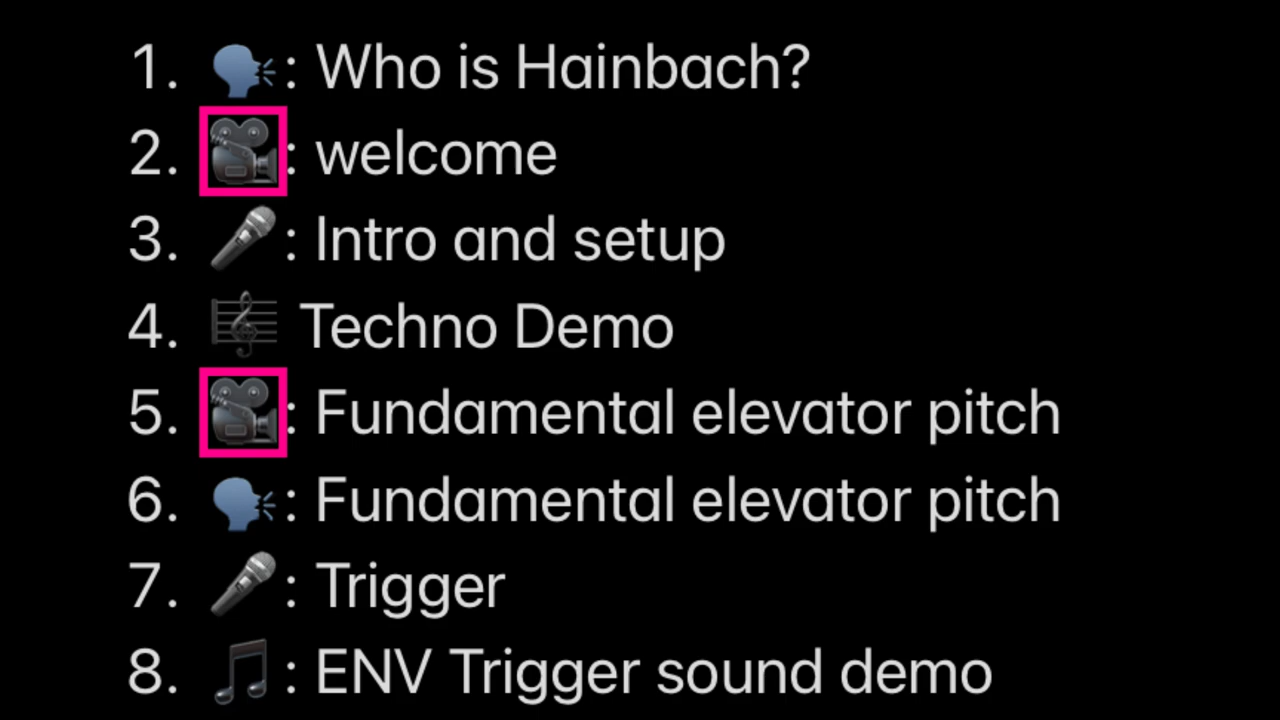 1. 🗣️: Who is Hainbach?
2. 🎥: welcome
3. 🎤: Intro and setup
4. 🎼 Techno Demo
5. 🎥: Fundamental elevator pitch
6. 🗣️: Fundamental elevator pitch
7. 🎤: Trigger
8. 🎵: ENV Trigger sound demo